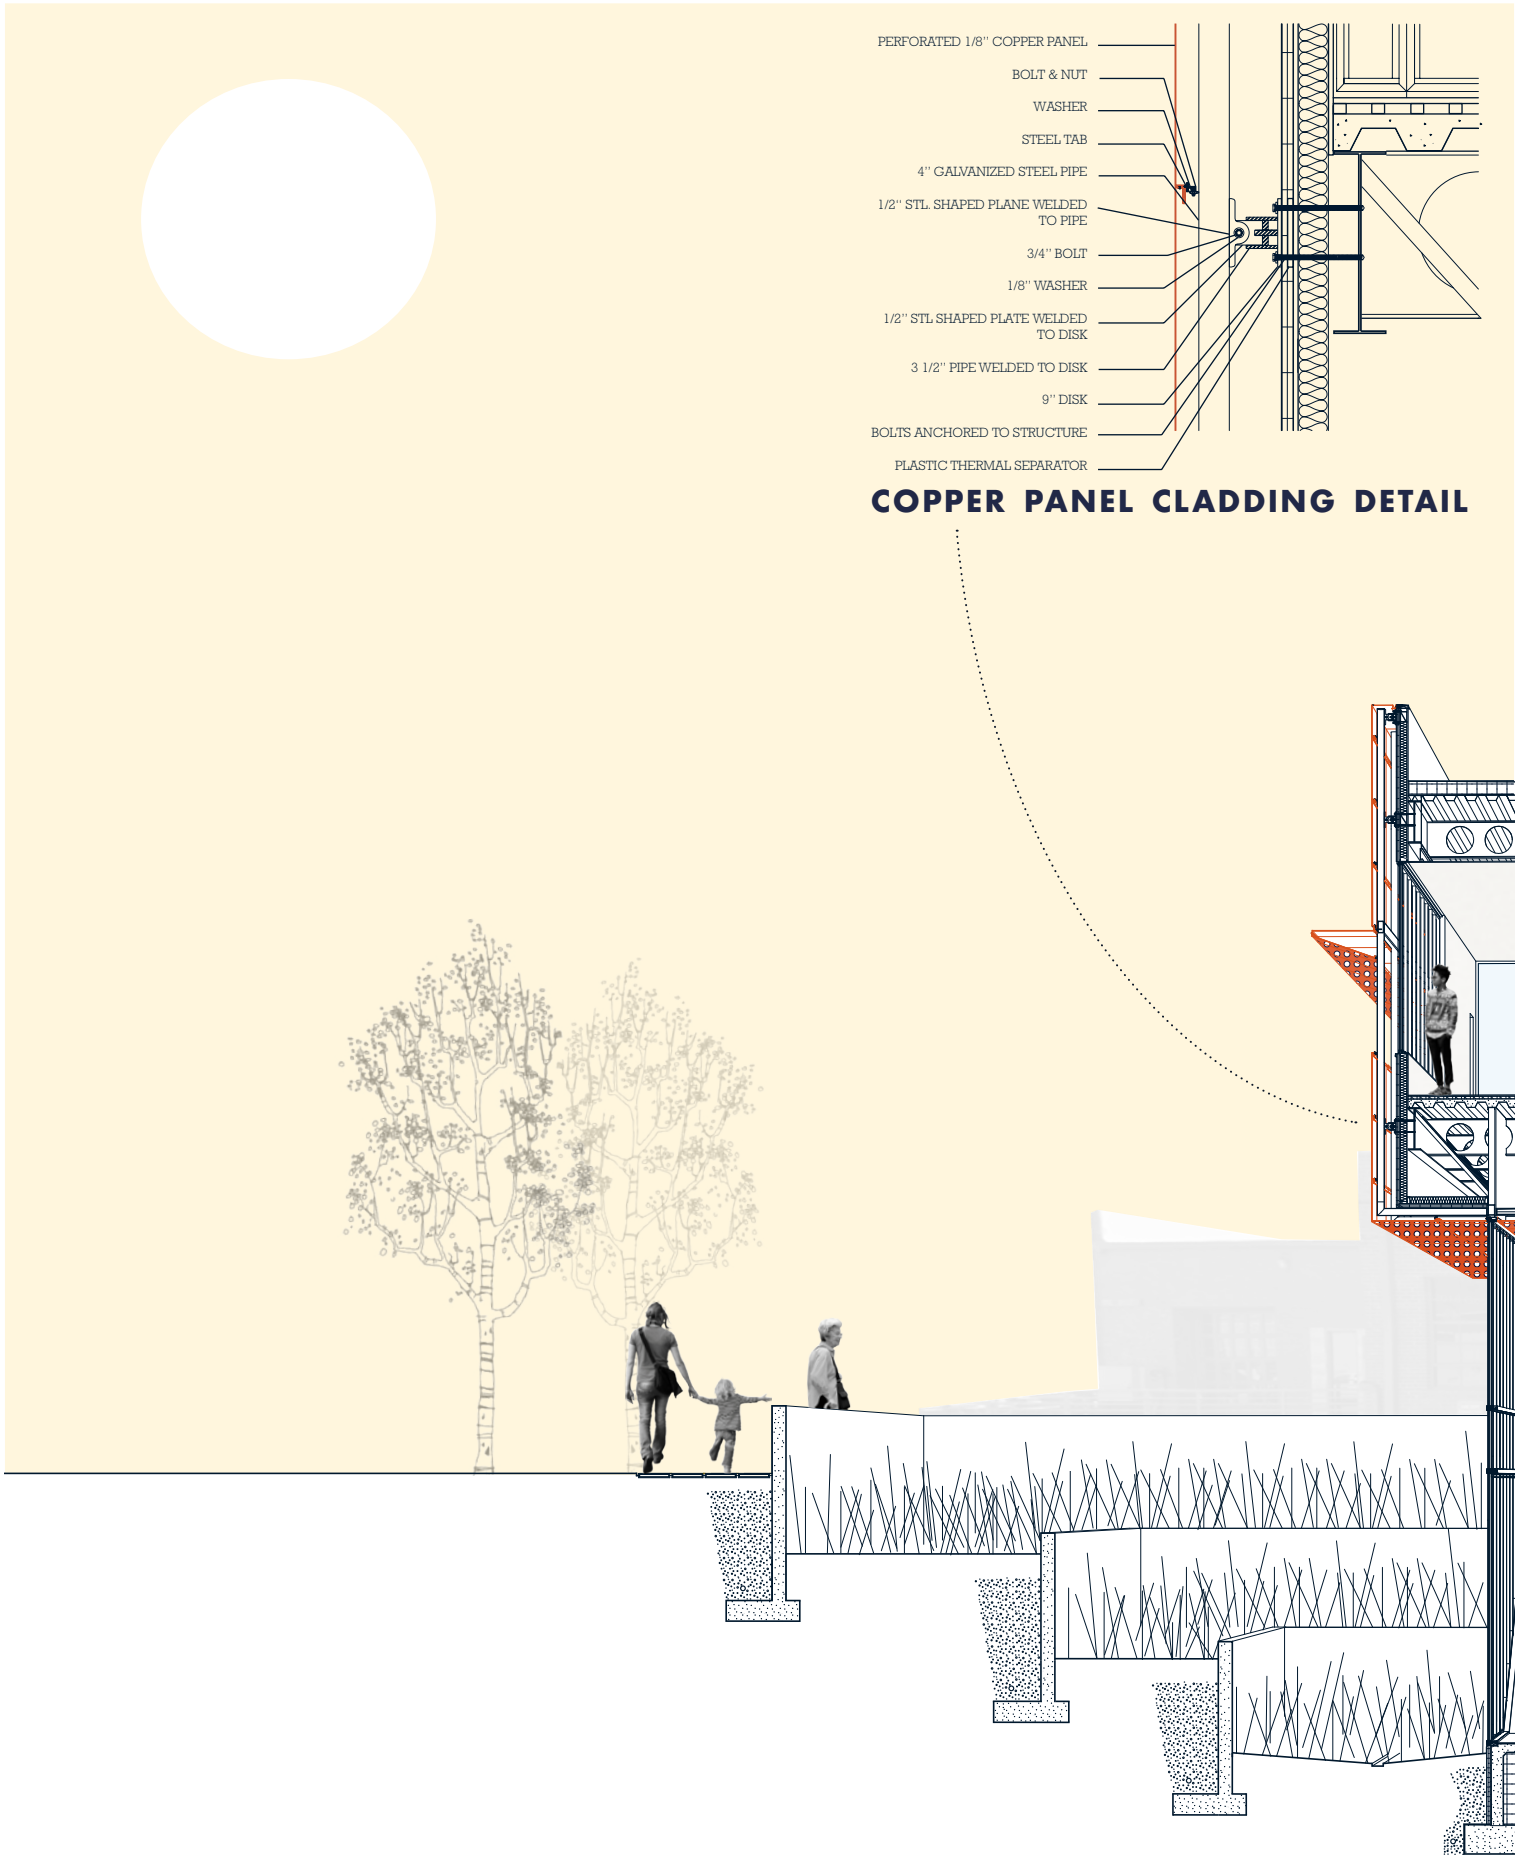 PERFORATED 1/8" COPPER PANEL
BOLT & NUT
WASHER
STEEL TAB
4" GALVANIZED STEEL PIPE
1/2" STL. SHAPED PLANE WELDED
TO PIPE
3/4" BOLT
1/8" WASHER
1/2" STL SHAPED PLATE WELDED
TO DISK
3 1/2" PIPE WELDED TO DISK
9" DISK
BOLTS ANCHORED TO STRUCTURE
PLASTIC THERMAL SEPARATOR
COPPER PANEL CLADDING DETAIL